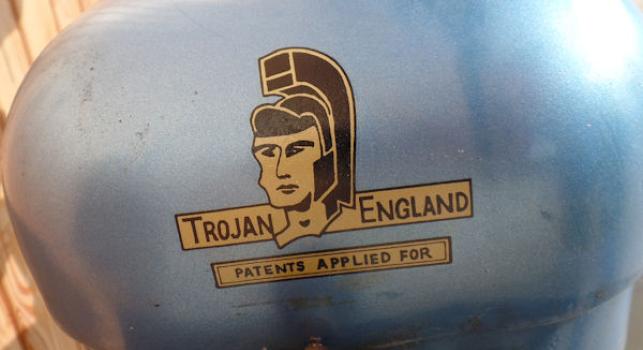 TROJAN ENGLAND
PATENTS APPLIED FOR